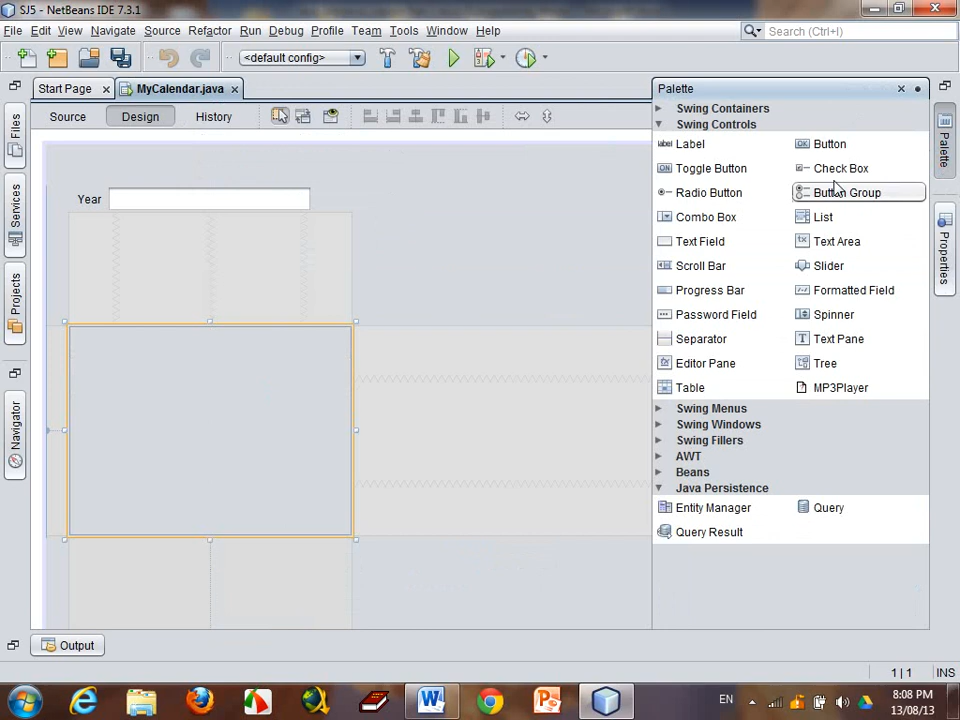 SJ5 - NetBeans IDE 7.3.1
File Edit View Navigate Source Refactor Run Debug Profile Team Tools Window Help
Search (Ctrl+I)
<default config>
Start Page MyCalendar.java
Source Design History
Palette
Swing Containers
Swing Controls
label Label OK Button
ON Toggle Button Check Box
Radio Button Button Group
Combo Box List
Text Field Text Area
Scroll Bar Slider
Progress Bar Formatted Field
Password Field Spinner
Separator Text Pane
Editor Pane Tree
Table MP3Player
Swing Menus
Swing Windows
Swing Fillers
AWT
Beans
Java Persistence
Entity Manager Query
Query Result
Year
Files
Services
Projects
Navigator
Palette
Properties
Output
1 | 1 INS
EN
8:08 PM
13/08/13